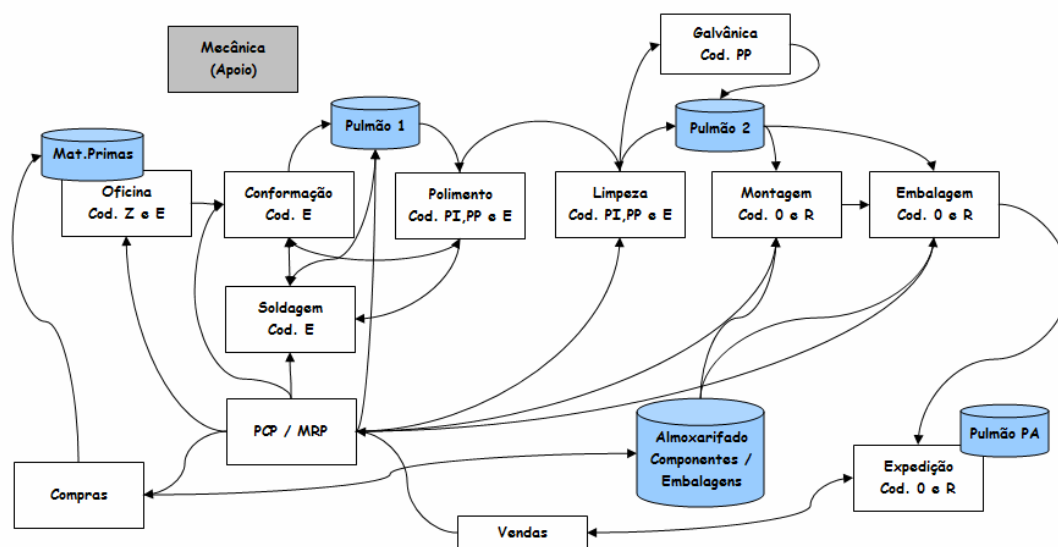 Mecânica
(Apoio)
Galvânica
Cod. PP
Pulmão 1
Pulmão 2
Mat.Primas
Oficina
Cod. Z e E
Conformação
Cod. E
Polimento
Cod. PI,PP e E
Limpeza
Cod. PI,PP e E
Montagem
Cod. 0 e R
Embalagem
Cod. 0 e R
Soldagem
Cod. E
PCP / MRP
Almoxarifado
Componentes /
Embalagens
Pulmão PA
Expedição
Cod. 0 e R
Compras
Vendas